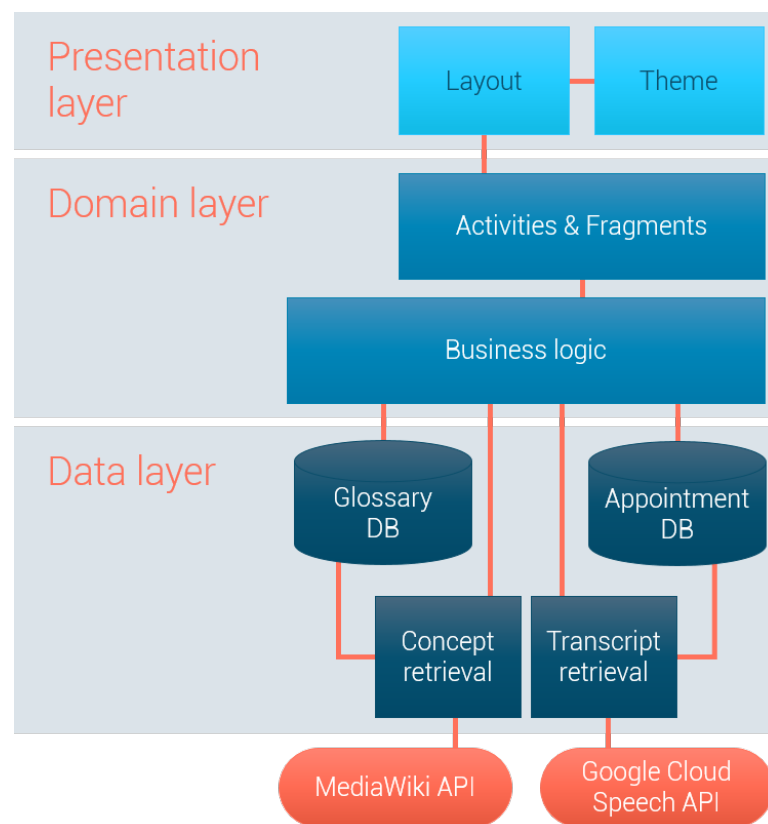 Presentation
layer
Layout
Theme
Domain layer
Activities & Fragments
Business logic
Data layer
Glossary
DB
Appointment
DB
Concept
retrieval
Transcript
retrieval
MediaWiki API
Google Cloud
Speech API